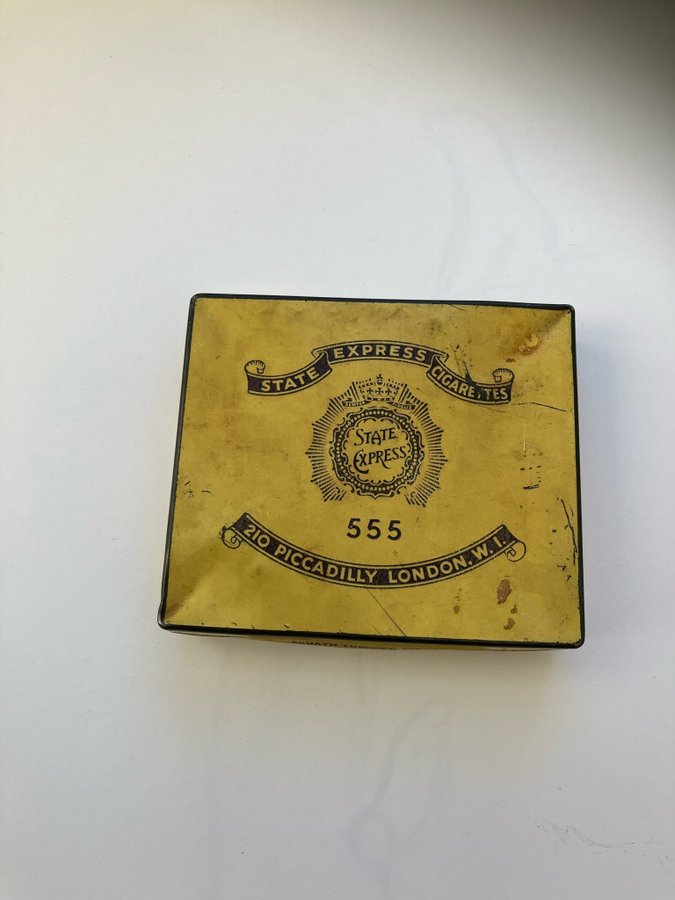 STATE EXPRESS CIGARETTES
STATE
EXPRESS
555
210 PICCADILLY LONDON. W. 1.